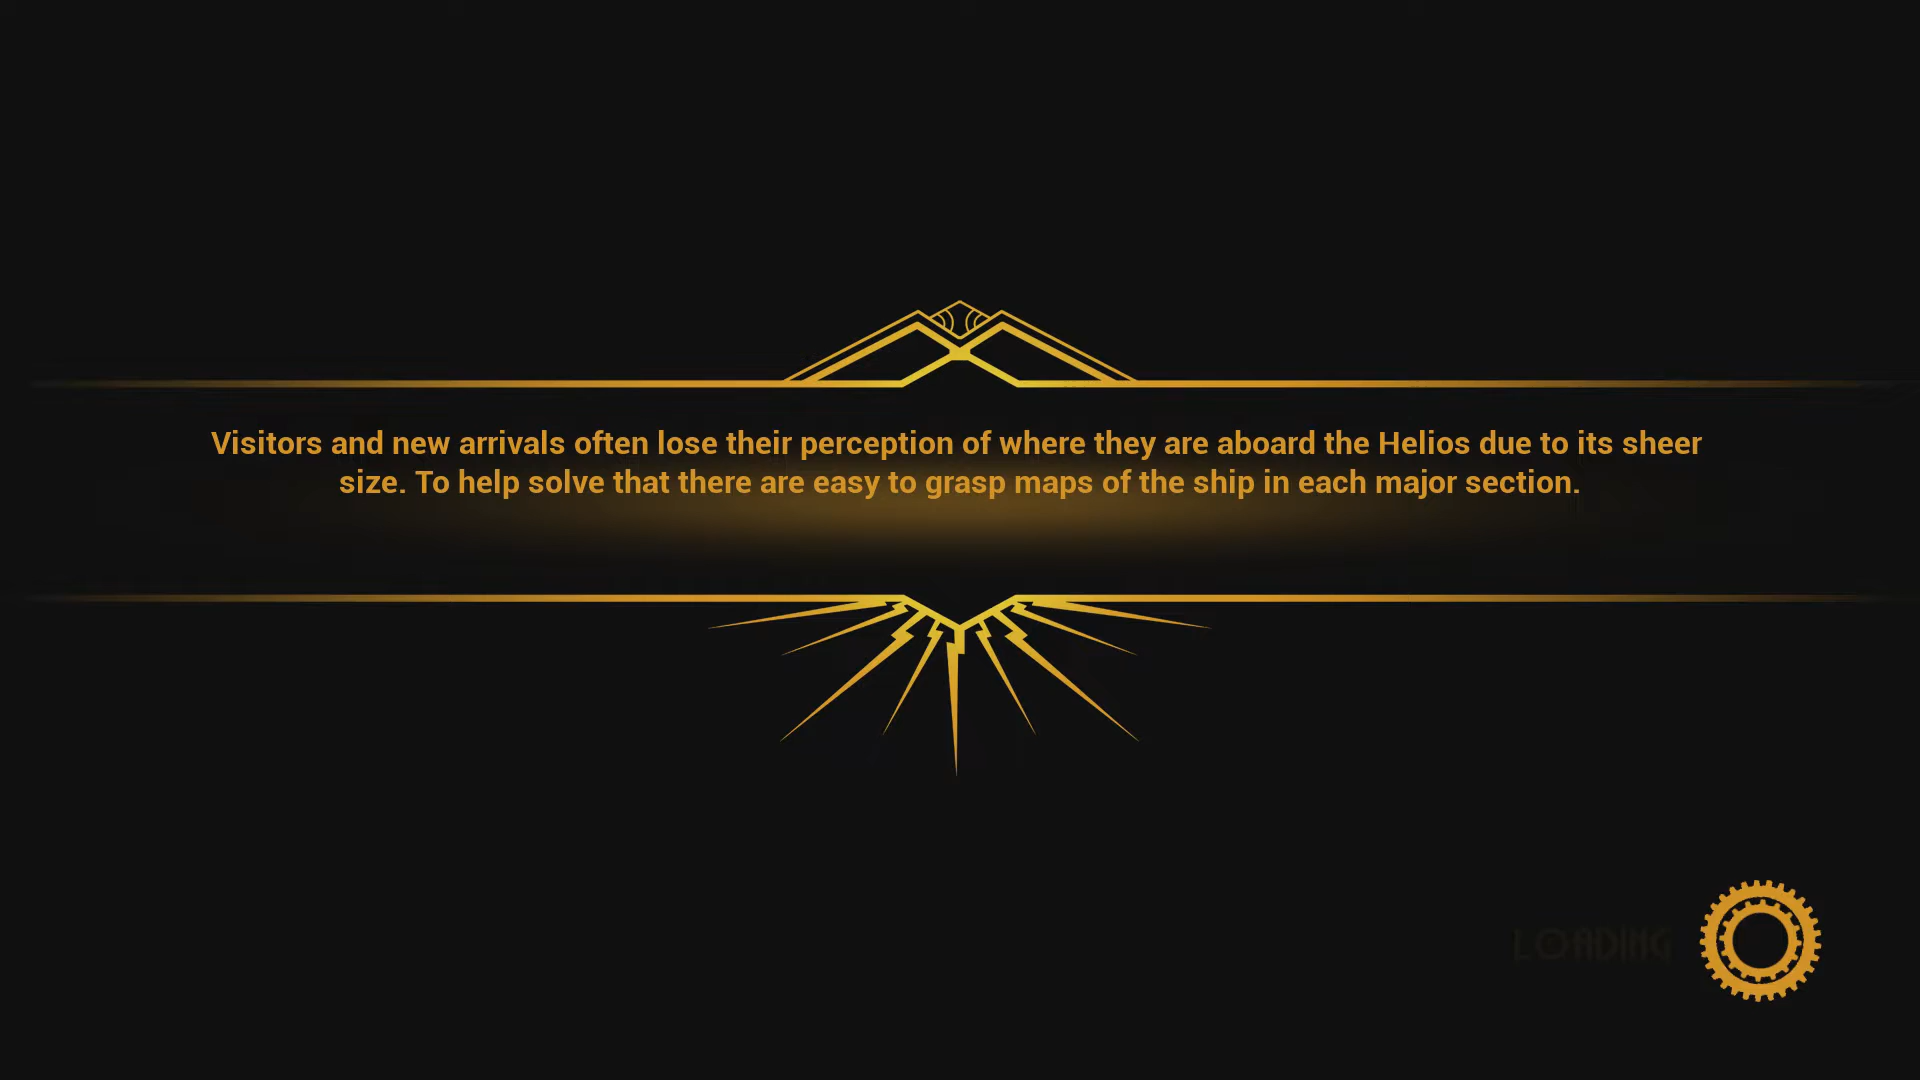 Visitors and new arrivals often lose their perception of where they are aboard the Helios due to its sheer
size. To help solve that there are easy to grasp maps of the ship in each major section.
LOADING